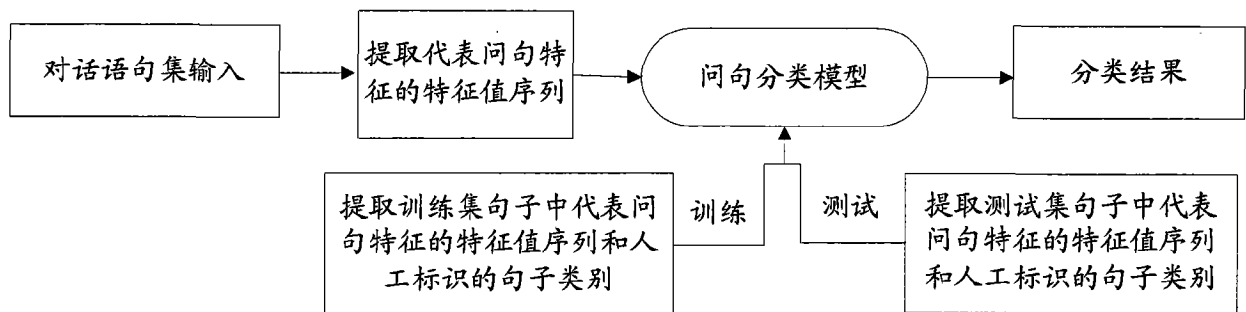 对话语句集输入
提取代表问句特
征的特征值序列
问句分类模型
分类结果
提取训练集句子中代表问
句特征的特征值序列和人
工标识的句子类别
训练
测试
提取测试集句子中代表
问句特征的特征值序列
和人工标识的句子类别